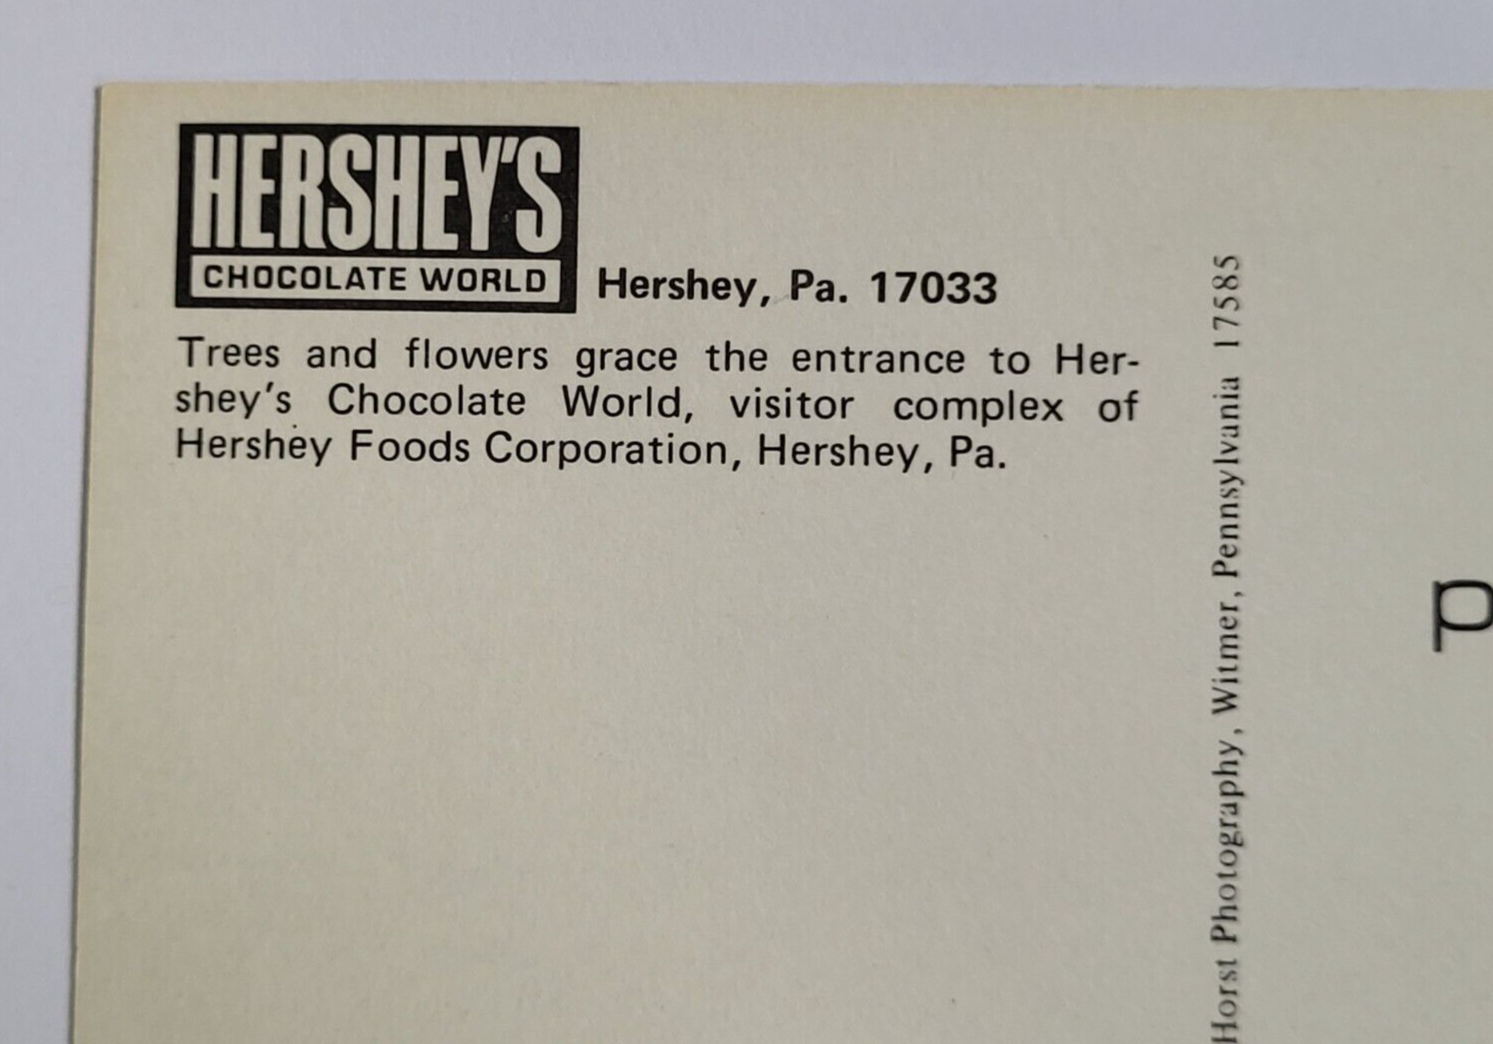 HERSHEY'S
CHOCOLATE WORLD
Hershey, Pa. 17033
Trees and flowers grace the entrance to Her-
shey's Chocolate World, visitor complex of
Hershey Foods Corporation, Hershey, Pa.
Horst Photography, Witmer, Pennsylvania 17585
P